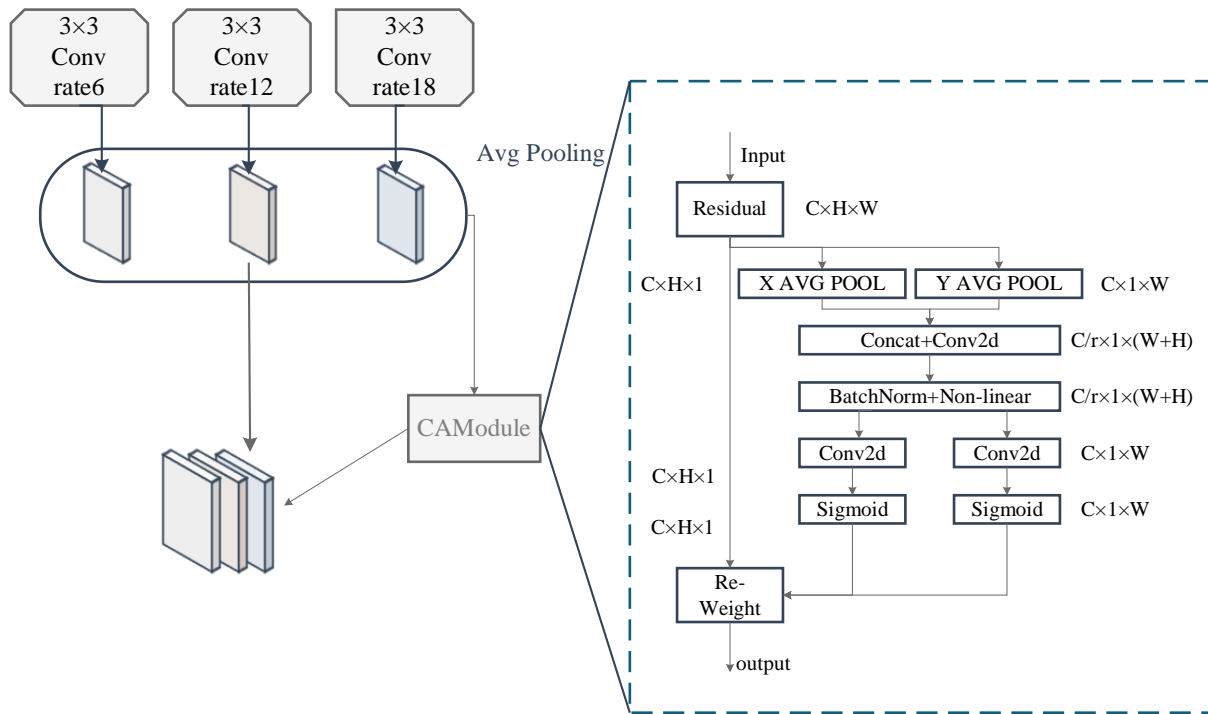 3×3
Conv
rate6
3×3
Conv
rate12
3×3
Conv
rate18
Avg Pooling
CAModule
Input
Residual
C×H×W
C×H×1
X AVG POOL
Y AVG POOL
C×1×W
Concat+Conv2d
C/r×1×(W+H)
BatchNorm+Non-linear
C/r×1×(W+H)
Conv2d
Conv2d
C×1×W
C×H×1
Sigmoid
Sigmoid
C×1×W
C×H×1
Re-
Weight
output